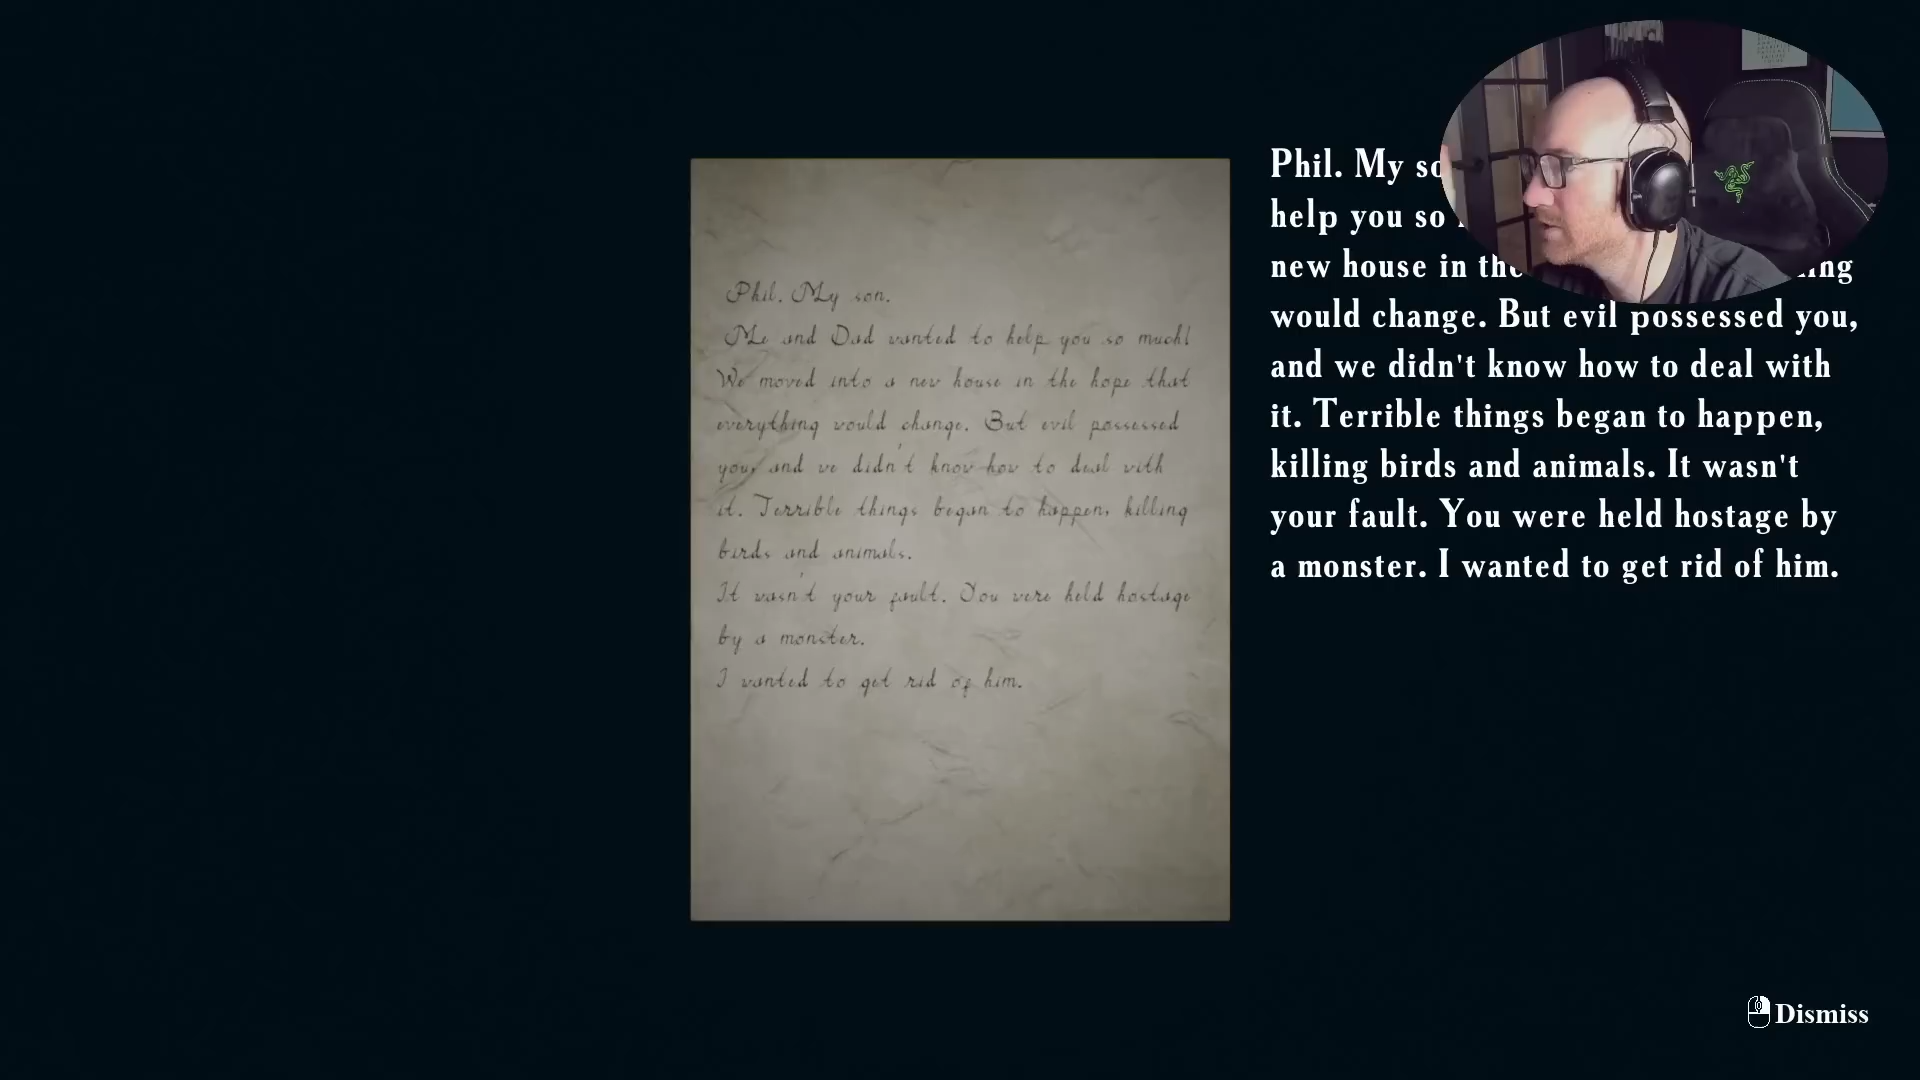 Phil. My son.
Me and Dad wanted to help you so much!
We moved into a new house in the hope that
everything would change. But evil possessed
you, and we didn't know how to deal with
it. Terrible things began to happen, killing
birds and animals.
It wasn't your fault. You were held hostage
by a monster.
I wanted to get rid of him.
Phil. My
help you so
new house in
would change. But evil possessed you,
and we didn't know how to deal with
it. Terrible things began to happen,
killing birds and animals. It wasn't
your fault. You were held hostage by
a monster. I wanted to get rid of him.
Dismiss